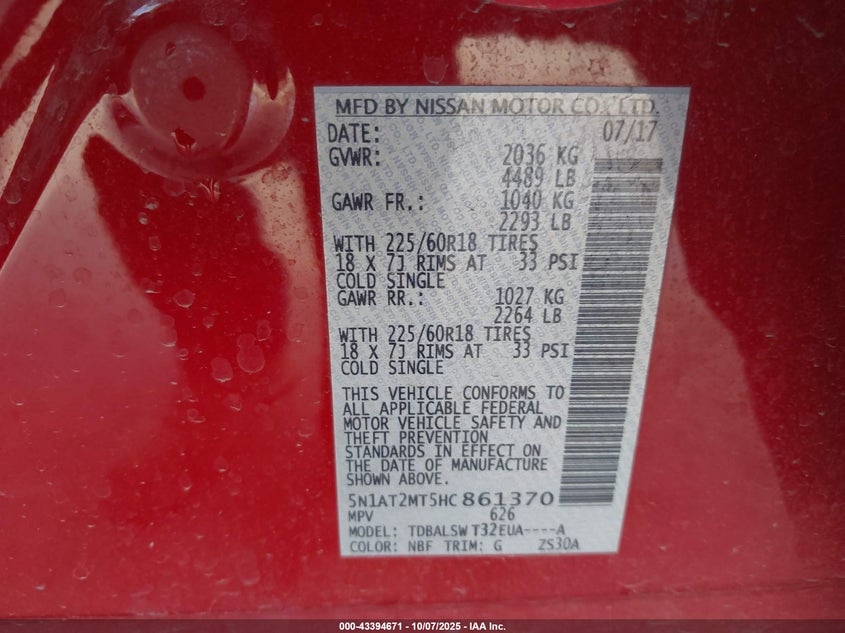 MFD BY NISSAN MOTOR CO., LTD.
DATE: 07/17
GVWR: 2036 KG
4489 LB
GAWR FR.: 1040 KG
2293 LB
WITH 225/60R18 TIRES
18 X 7J RIMS AT 33 PSI
COLD SINGLE
GAWR RR.: 1027 KG
2264 LB
WITH 225/60R18 TIRES
18 X 7J RIMS AT 33 PSI
COLD SINGLE
THIS VEHICLE CONFORMS TO
ALL APPLICABLE FEDERAL
MOTOR VEHICLE SAFETY AND
THEFT PREVENTION
STANDARDS IN EFFECT ON
THE DATE OF MANUFACTURE
SHOWN ABOVE.
5N1AT2MT5HC861370
MPV 626
MODEL: TDBALSW T32EUA----A
COLOR: NBF TRIM: G ZS30A
000-43394671 - 10/07/2025 - IAA Inc.